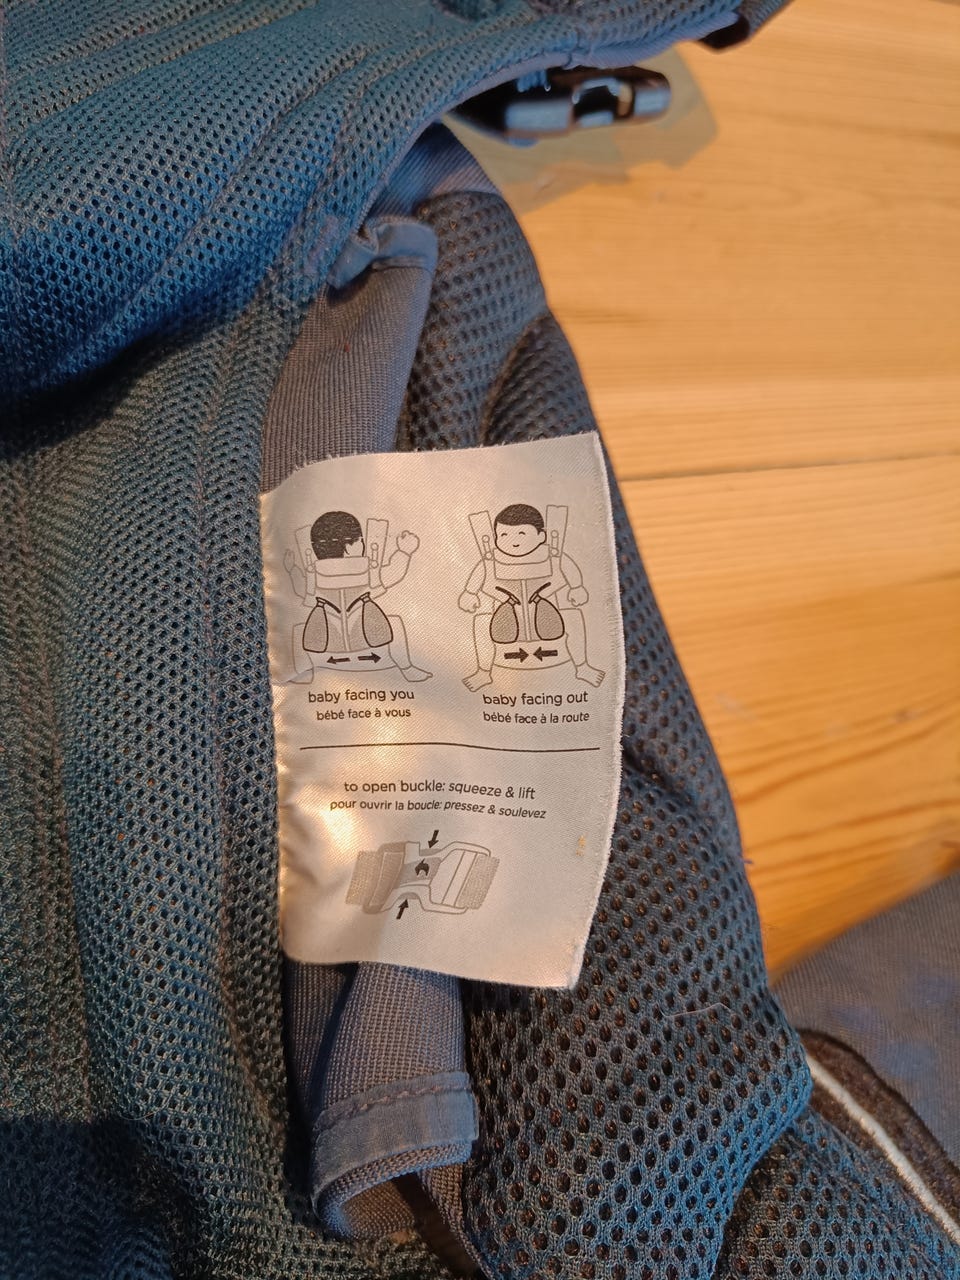 baby facing you
bébé face à vous
baby facing out
bébé face à la route
to open buckle: squeeze & lift
pour ouvrir la boucle: pressez & soulevez